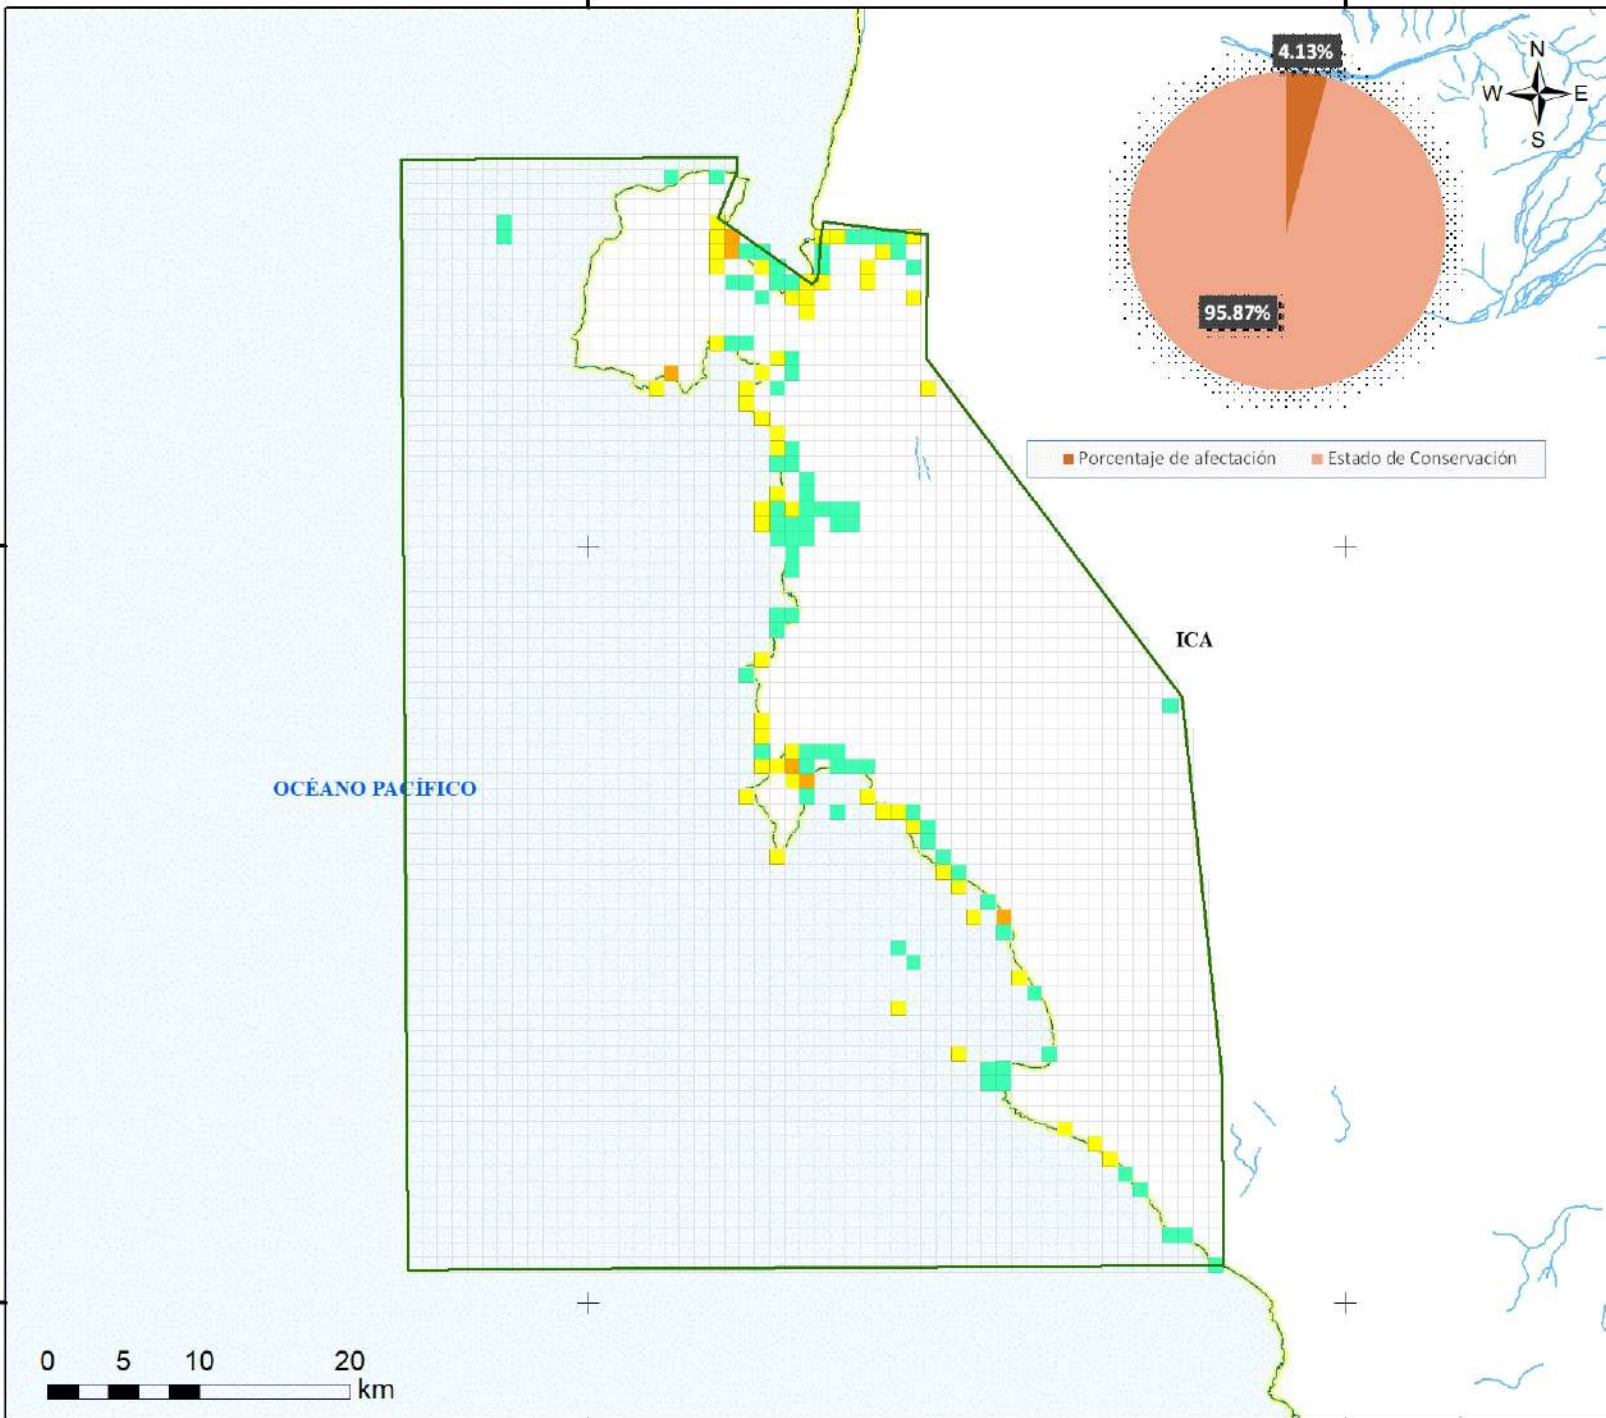 4.13%
N
W E
S
95.87%
Porcentaje de afectación Estado de Conservación
ICA
OCÉANO PACÍFICO
0 5 10 20
km